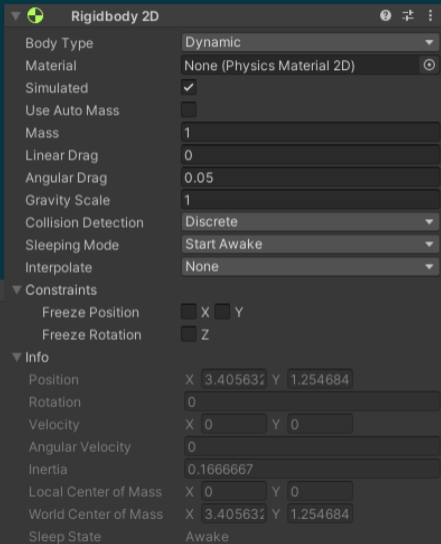 Rigidbody 2D
Body Type Dynamic
Material None (Physics Material 2D)
Simulated
Use Auto Mass
Mass 1
Linear Drag 0
Angular Drag 0.05
Gravity Scale 1
Collision Detection Discrete
Sleeping Mode Start Awake
Interpolate None
Constraints
Freeze Position X Y
Freeze Rotation Z
Info
Position X 3.405632 Y 1.254684
Rotation 0
Velocity X 0 Y 0
Angular Velocity 0
Inertia 0.1666667
Local Center of Mass X 0 Y 0
World Center of Mass X 3.405632 Y 1.254684
Sleep State Awake